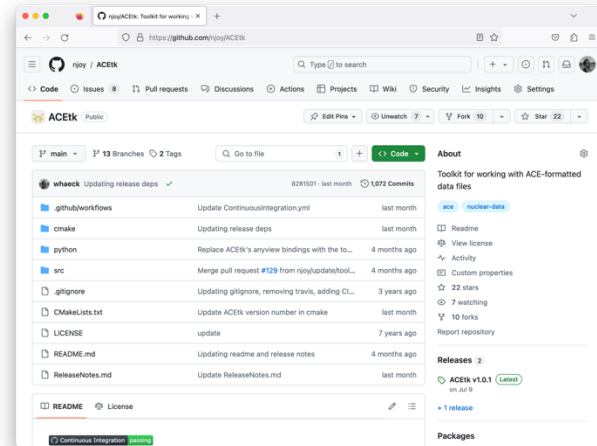 njoy/ACEtk: Toolkit for working
https://github.com/njoy/ACEtk
njoy / ACEtk
Type / to search
Code Issues 8 Pull requests Discussions Actions Projects Wiki Security Insights Settings
ACEtk Public
Edit Pins Unwatch 7 Fork 10 Star 22
main 13 Branches 2 Tags Go to file Code
whaeck Updating release deps 8281501 · last month 1,072 Commits
.github/workflows Update ContinuousIntegration.yml last month
cmake Updating release deps last month
python Replace ACEtk's anyview bindings with the to... 4 months ago
src Merge pull request #129 from njoy/update/tool... 4 months ago
.gitignore Updating gitignore, removing travis, adding CI... 3 years ago
CMakeLists.txt Update ACEtk version number in cmake last month
LICENSE update 7 years ago
README.md Updating readme and release notes 4 months ago
ReleaseNotes.md Update ReleaseNotes.md last month
README License
Continuous Integration passing
About
Toolkit for working with ACE-formatted
data files
ace nuclear-data
Readme
View license
Activity
Custom properties
22 stars
7 watching
10 forks
Report repository
Releases 2
ACEtk v1.0.1 Latest
on Jul 9
+ 1 release
Packages